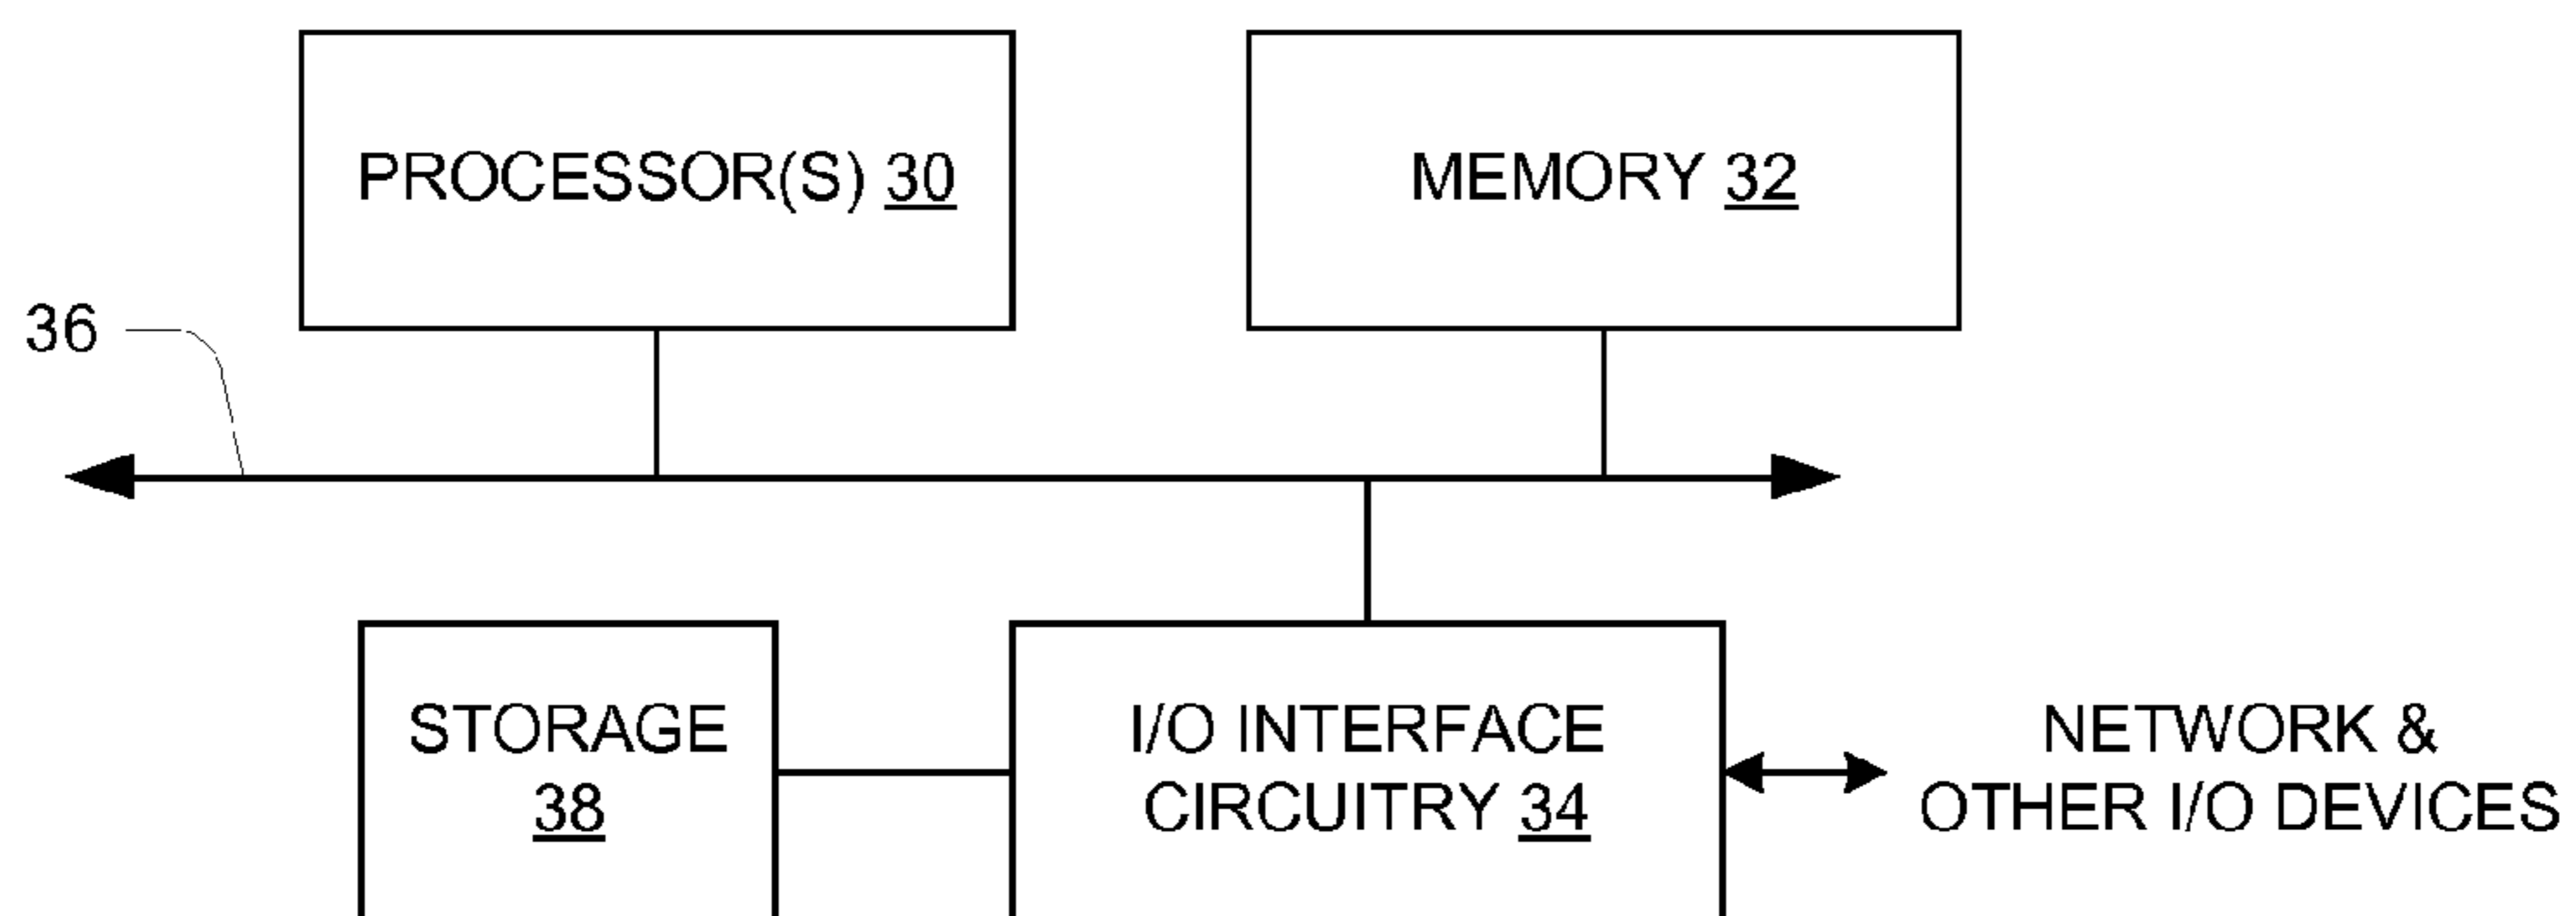 PROCESSOR(S) 30
MEMORY 32
36
STORAGE
38
I/O INTERFACE
CIRCUITRY 34
NETWORK &
OTHER I/O DEVICES